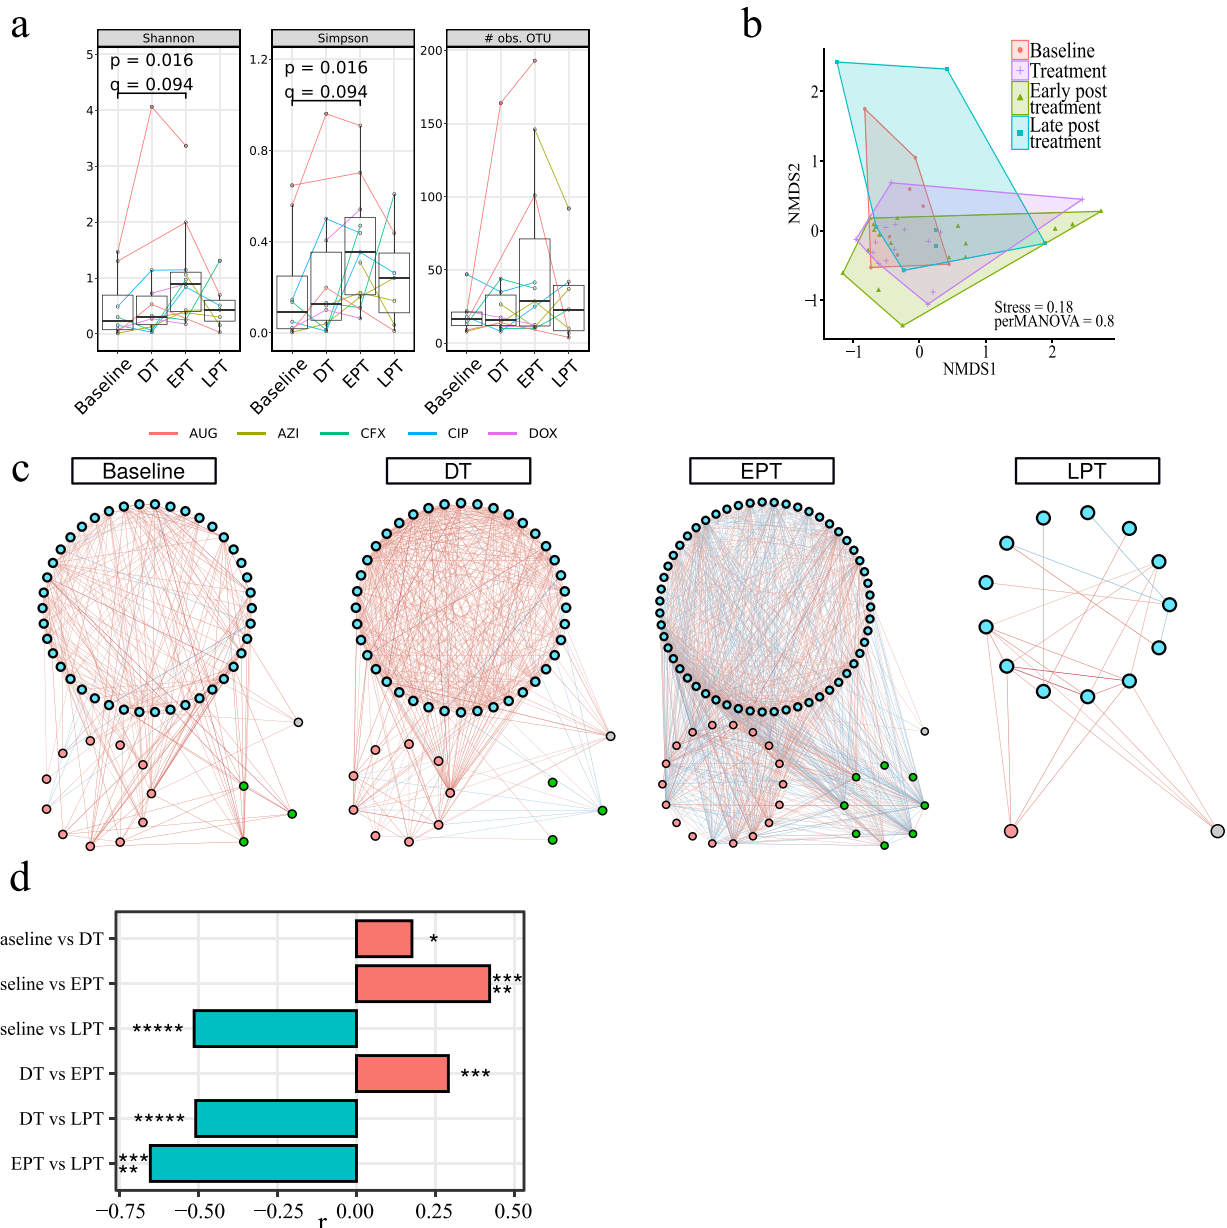 a
Shannon
Simpson
# obs. OTU
p = 0.016
q = 0.094
p = 0.016
q = 0.094
5
4
3
2
1
0
1.2
0.8
0.4
0.0
200
150
100
50
0
Baseline
DT
EPT
LPT
Baseline
DT
EPT
LPT
Baseline
DT
EPT
LPT
AUG
AZI
CFX
CIP
DOX
b
Baseline
Treatment
Early post
treatment
Late post
treatment
NMDS2
2
1
0
−1
Stress = 0.18
perMANOVA = 0.8
−1
0
1
2
NMDS1
c
Baseline
DT
EPT
LPT
d
aseline vs DT
*
seline vs EPT
***
**
seline vs LPT
*****
DT vs EPT
***
DT vs LPT
*****
EPT vs LPT
***
**
−0.75
−0.50
−0.25
0.00
0.25
0.50
r